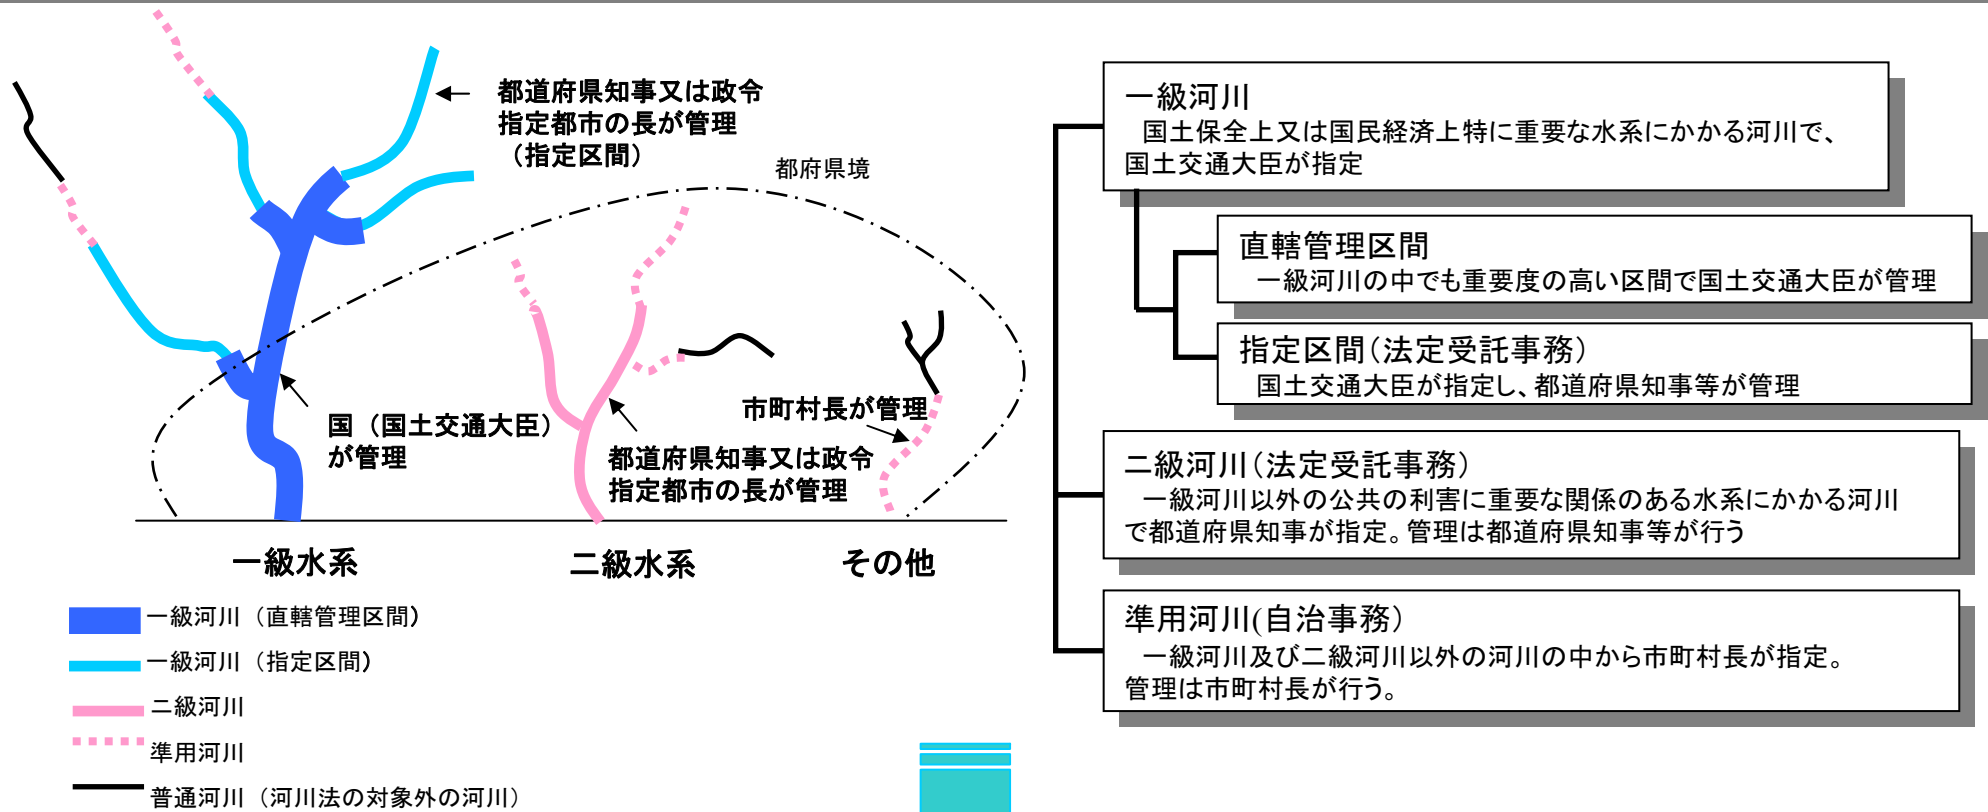 都道府県知事又は政令
指定都市の長が管理
（指定区間）
都府県境
国（国土交通大臣）
が管理
市町村長が管理
都道府県知事又は政令
指定都市の長が管理
一級水系
二級水系
その他
一級河川（直轄管理区間）
一級河川（指定区間）
二級河川
準用河川
普通河川（河川法の対象外の河川）
一級河川
国土保全上又は国民経済上特に重要な水系にかかる河川で、
国土交通大臣が指定
直轄管理区間
一級河川の中でも重要度の高い区間で国土交通大臣が管理
指定区間（法定受託事務）
国土交通大臣が指定し、都道府県知事等が管理
二級河川（法定受託事務）
一級河川以外の公共の利害に重要な関係のある水系にかかる河川
で都道府県知事が指定。管理は都道府県知事等が行う
準用河川(自治事務）
一級河川及び二級河川以外の河川の中から市町村長が指定。
管理は市町村長が行う。